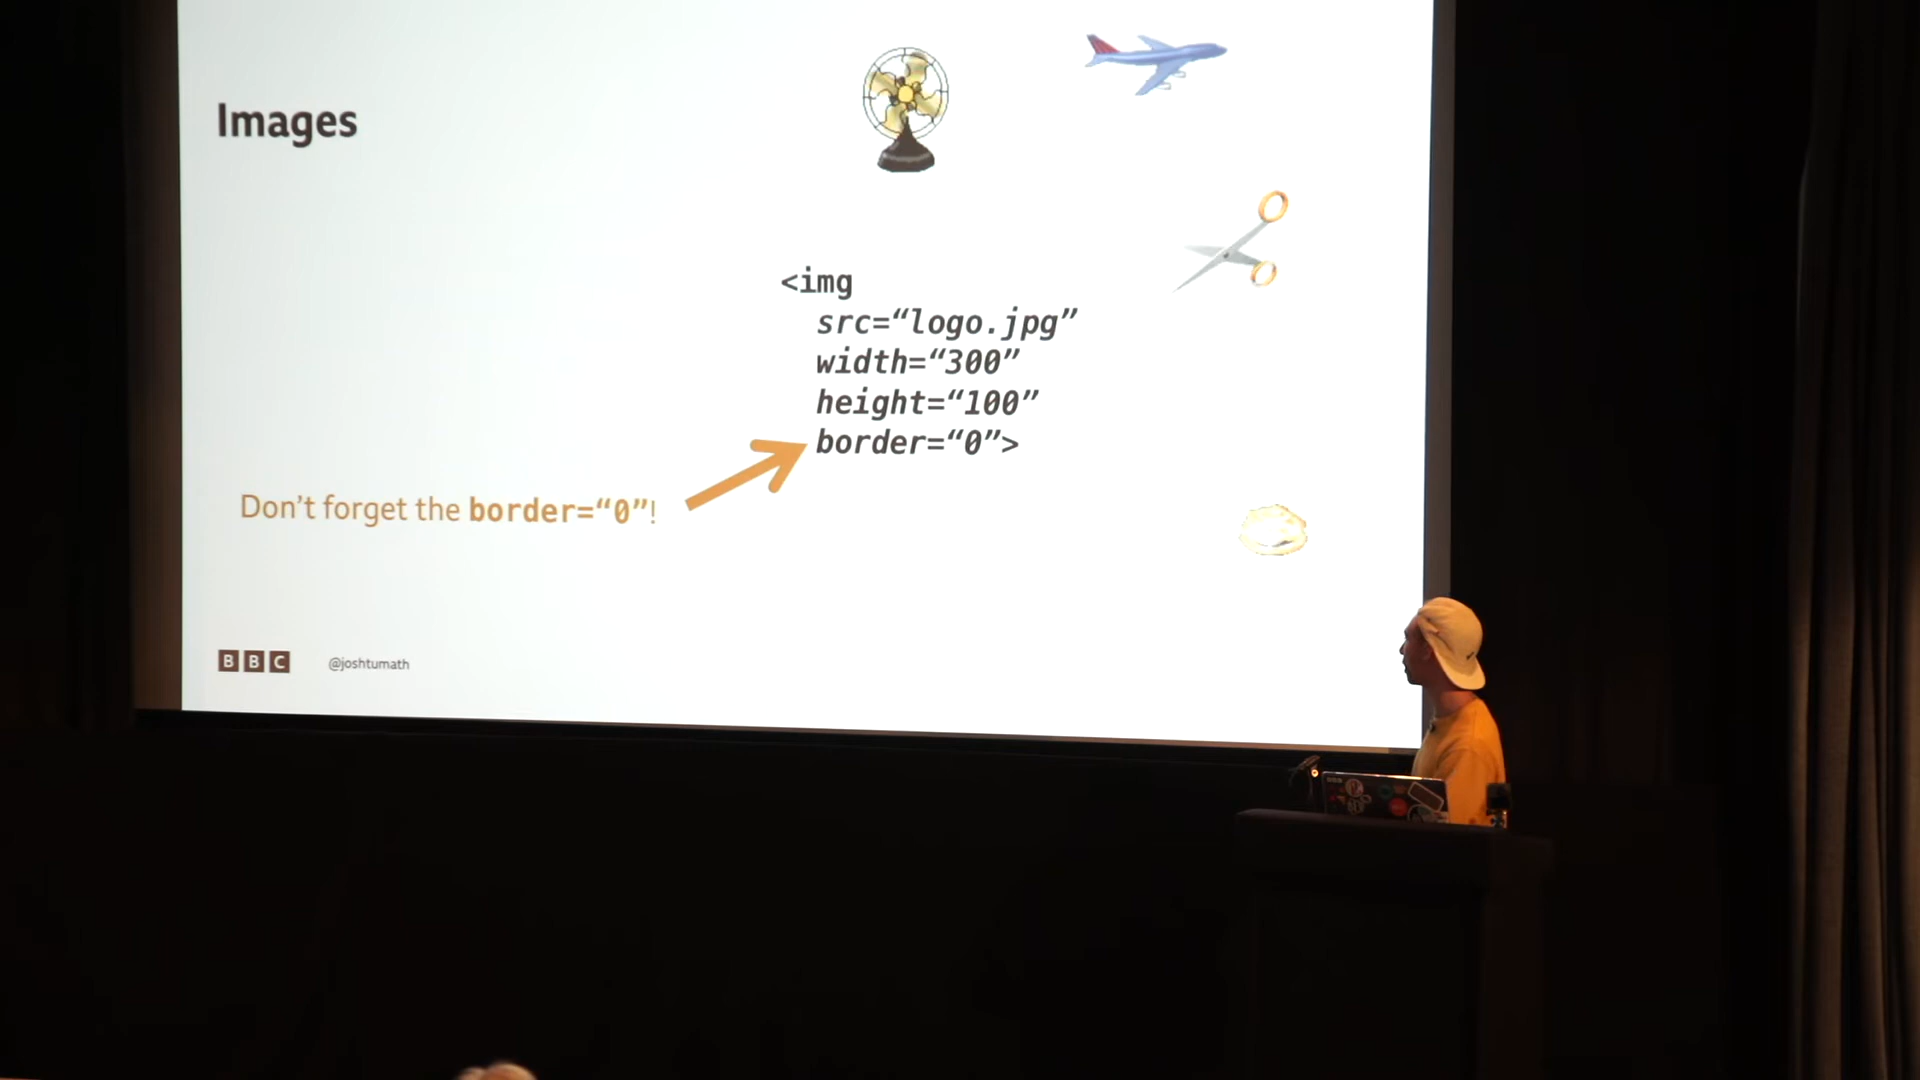 Images
<img
src=“logo.jpg”
width=“300”
height=“100”
border=“0”>
Don’t forget the border=“0”!
BBC
@joshtumath